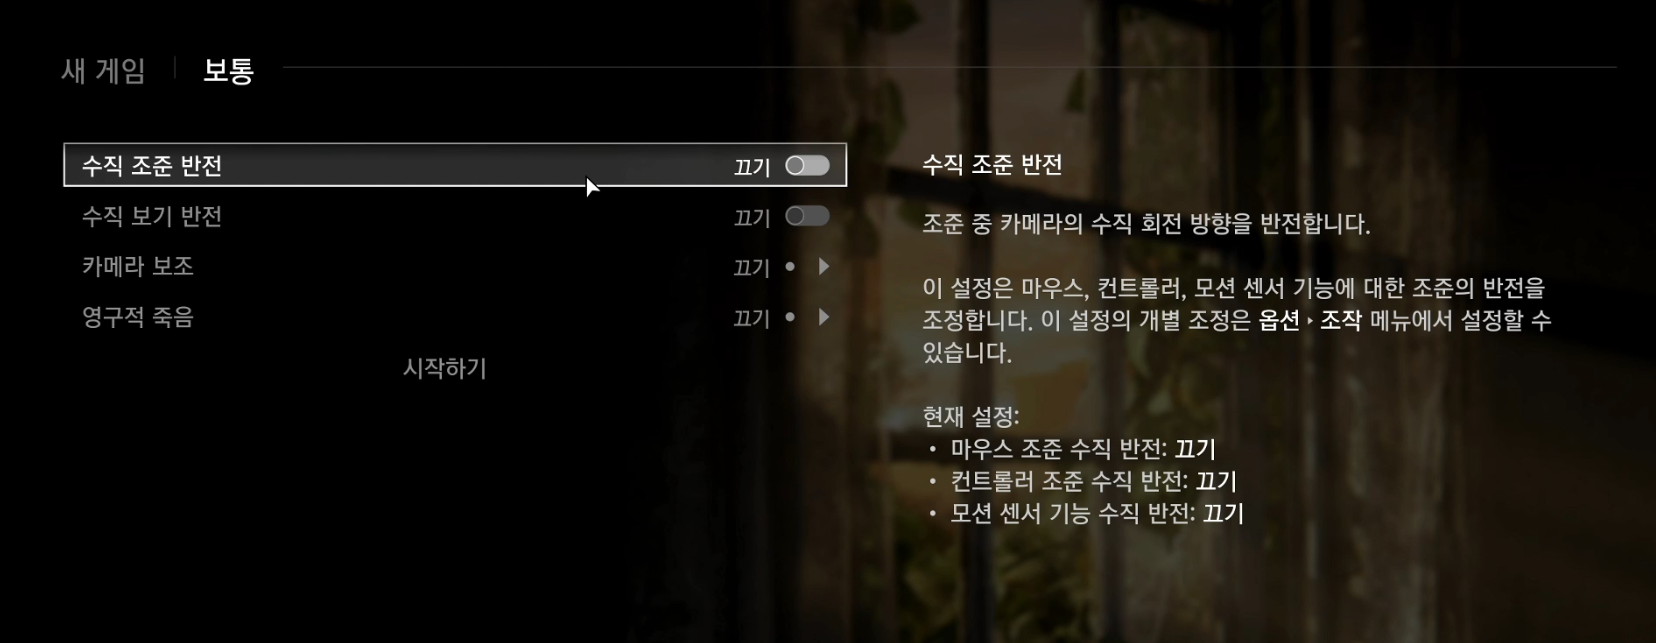 새 게임 | 보통
수직 조준 반전 끄기
수직 보기 반전 끄기
카메라 보조 끄기
영구적 죽음 끄기
시작하기
수직 조준 반전
조준 중 카메라의 수직 회전 방향을 반전합니다.
이 설정은 마우스, 컨트롤러, 모션 센서 기능에 대한 조준의 반전을
조정합니다. 이 설정의 개별 조정은 옵션 ‣ 조작 메뉴에서 설정할 수
있습니다.
현재 설정:
• 마우스 조준 수직 반전: 끄기
• 컨트롤러 조준 수직 반전: 끄기
• 모션 센서 기능 수직 반전: 끄기